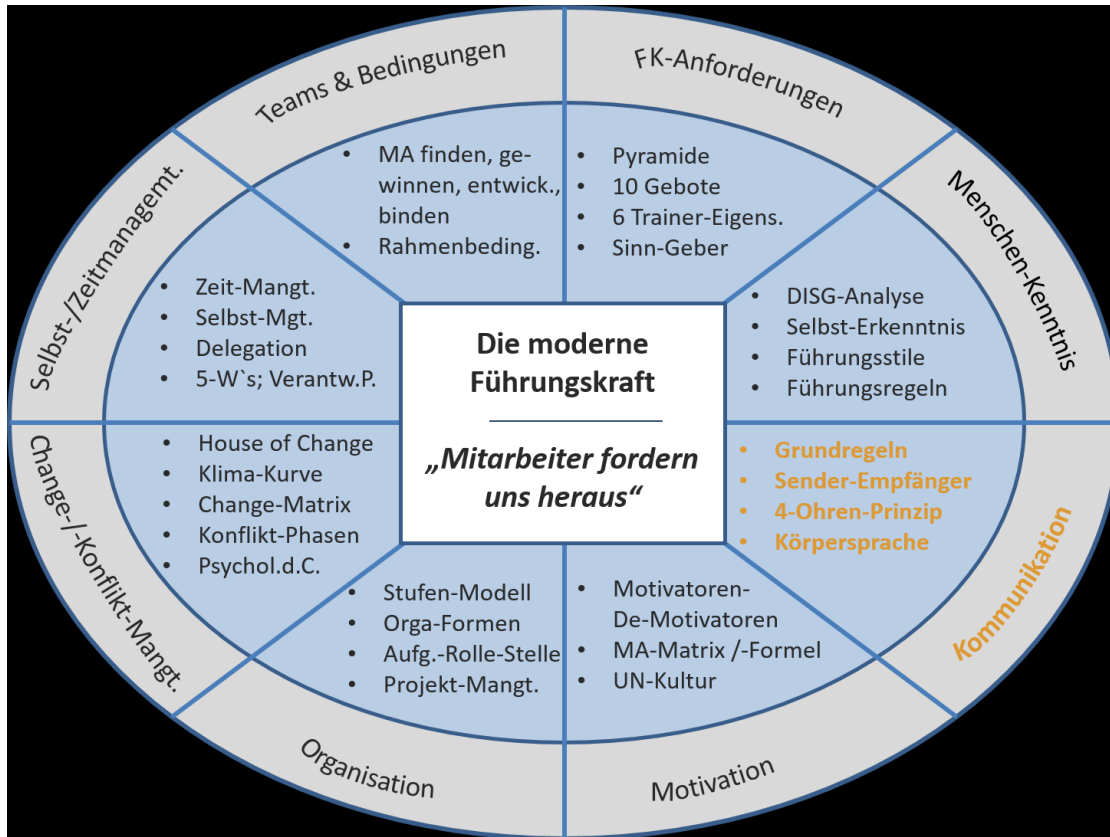 Teams & Bedingungen
• MA finden, ge-
winnen, entwick.,
binden
• Rahmenbeding.
FK-Anforderungen
• Pyramide
• 10 Gebote
• 6 Trainer-Eigens.
• Sinn-Geber
Menschen-Kenntnis
• DISG-Analyse
• Selbst-Erkenntnis
• Führungsstile
• Führungsregeln
Kommunikation
• Grundregeln
• Sender-Empfänger
• 4-Ohren-Prinzip
• Körpersprache
Motivation
• Motivatoren-
De-Motivatoren
• MA-Matrix /-Formel
• UN-Kultur
Organisation
• Stufen-Modell
• Orga-Formen
• Aufg.-Rolle-Stelle
• Projekt-Mangt.
Change-/-Konflikt-Mangt.
• House of Change
• Klima-Kurve
• Change-Matrix
• Konflikt-Phasen
• Psychol.d.C.
Selbst-/Zeitmanagemt.
• Zeit-Mangt.
• Selbst-Mgt.
• Delegation
• 5-W`s; Verantw.P.
Die moderne
Führungskraft
„Mitarbeiter fordern
uns heraus“